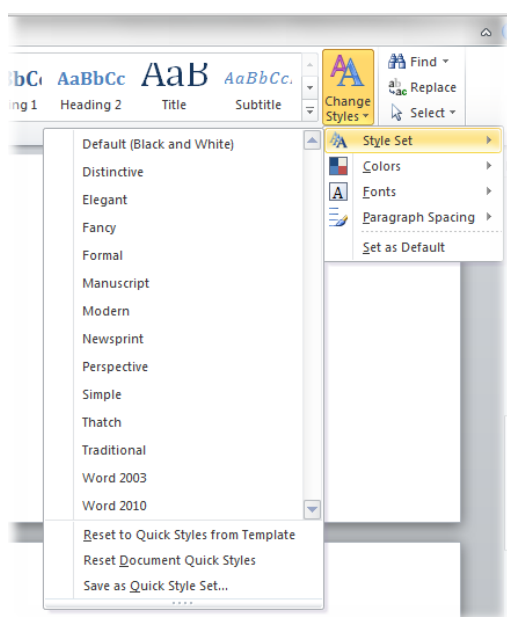 AaBbCc AaB AaBbCc.
ing 1 Heading 2 Title Subtitle
Change
Styles
Find
Replace
Select
Style Set
Colors
Fonts
Paragraph Spacing
Set as Default
Default (Black and White)
Distinctive
Elegant
Fancy
Formal
Manuscript
Modern
Newsprint
Perspective
Simple
Thatch
Traditional
Word 2003
Word 2010
Reset to Quick Styles from Template
Reset Document Quick Styles
Save as Quick Style Set...